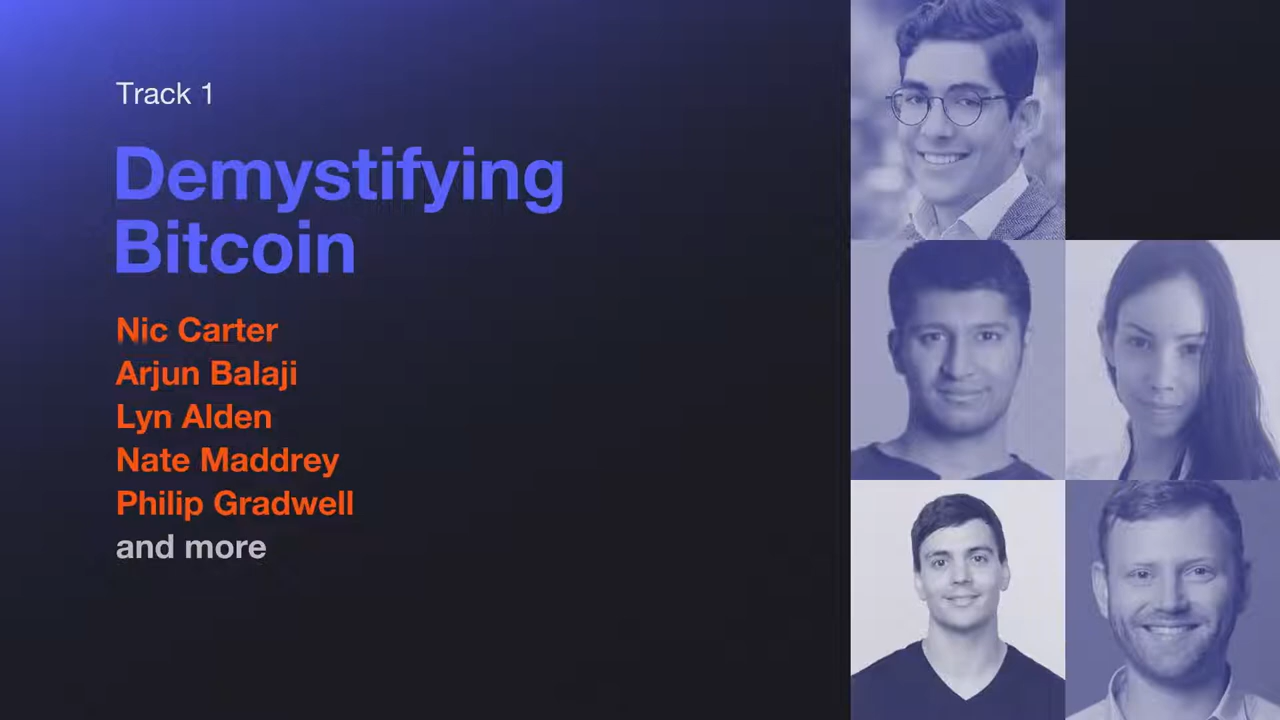 Track 1
Demystifying
Bitcoin
Nic Carter
Arjun Balaji
Lyn Alden
Nate Maddrey
Philip Gradwell
and more